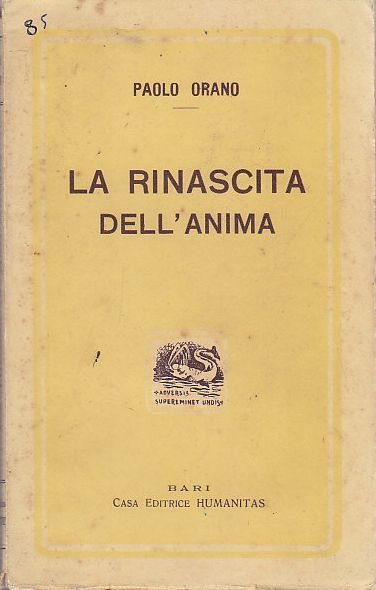 85
PAOLO ORANO
LA RINASCITA
DELL'ANIMA
+ADVERSIS
SUPEREMINET UNDIS+
BARI
CASA EDITRICE HUMANITAS